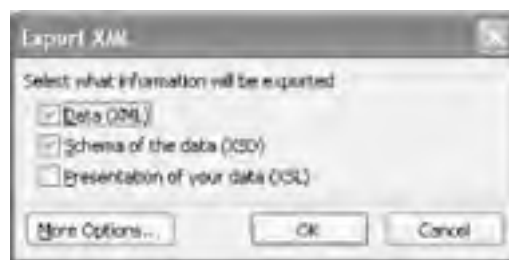 Export XML
Select what information will be exported
Data (XML)
Schema of the data (XSD)
Presentation of your data (XSL)
More Options...
OK
Cancel